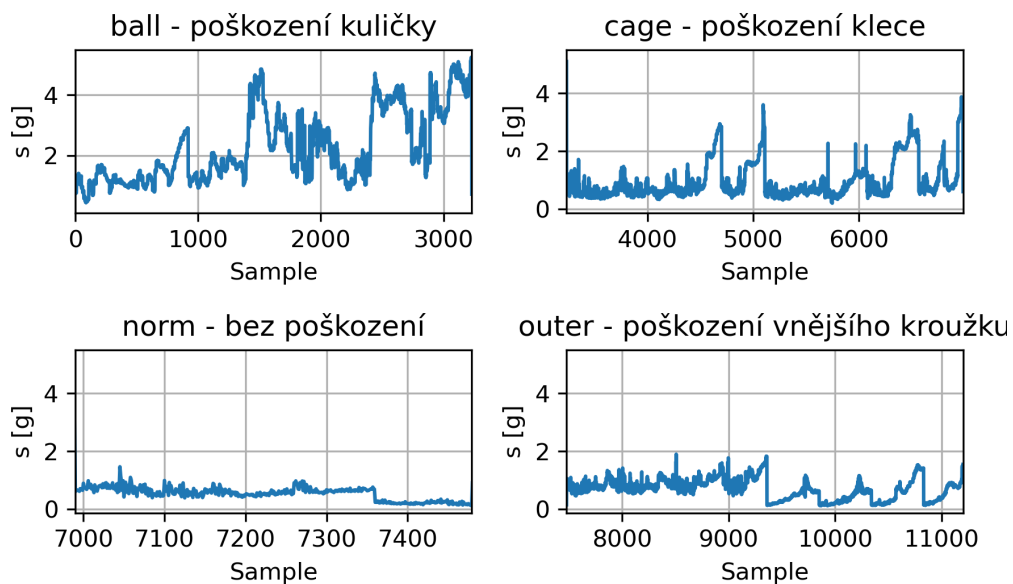 ball - poškození kuličky
cage - poškození klece
s [g]
4
2
0
1000
2000
3000
Sample
s [g]
4
2
0
4000
5000
6000
Sample
norm - bez poškození
outer - poškození vnějšího kroužku
s [g]
4
2
0
7000
7100
7200
7300
7400
Sample
s [g]
4
2
0
8000
9000
10000
11000
Sample